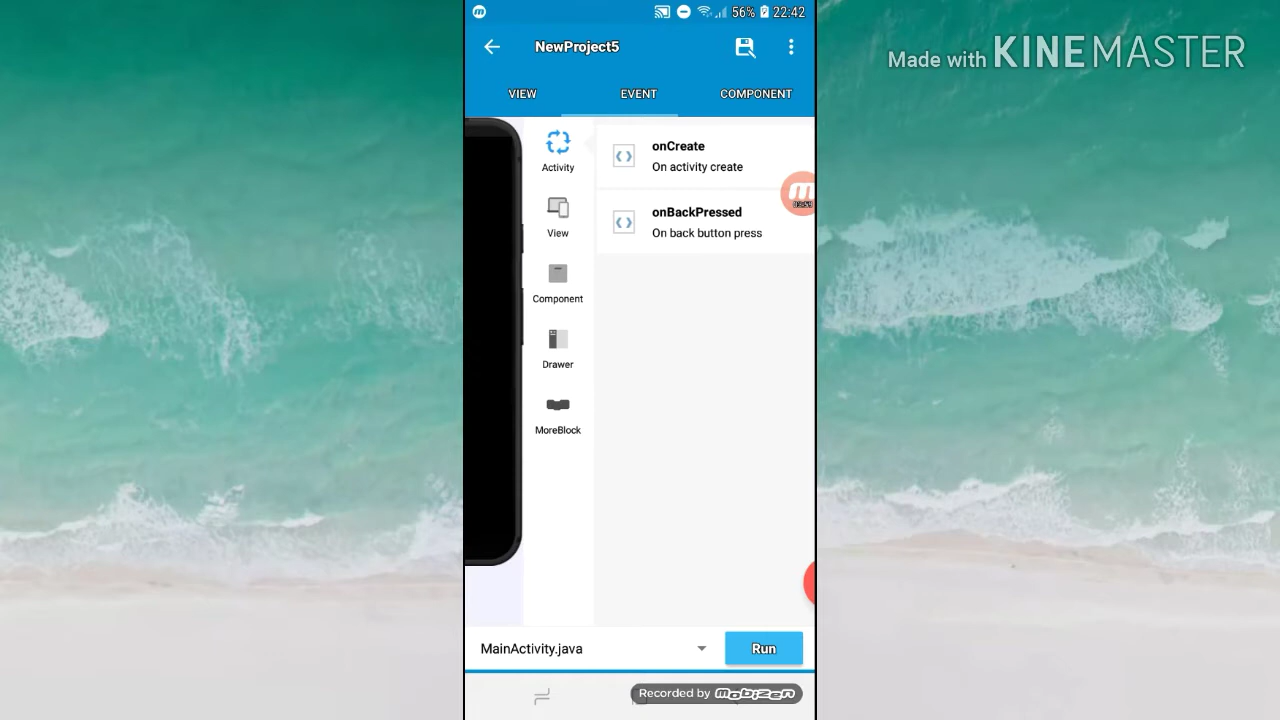 m
56% 22:42
NewProject5
Made with KINEMASTER
VIEW EVENT COMPONENT
Activity
onCreate
On activity create
View
onBackPressed
On back button press
Component
Drawer
MoreBlock
MainActivity.java
Run
Recorded by mobizen